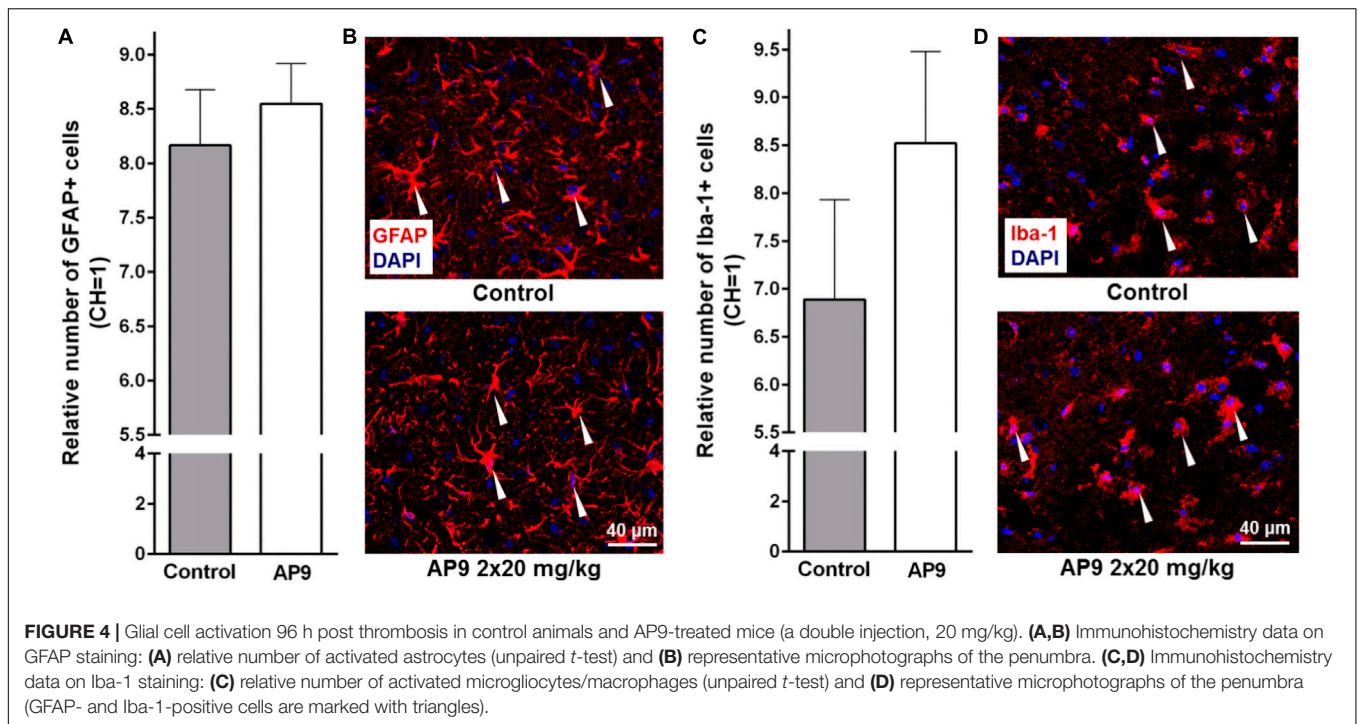 A
Relative number of GFAP+ cells
(CH=1)
9.0
8.5
8.0
7.5
7.0
6.5
6.0
5.5
4
2
0
Control AP9
B
GFAP
DAPI
Control
40 µm
AP9 2x20 mg/kg
C
Relative number of Iba-1+ cells
(CH=1)
9.5
9.0
8.5
8.0
7.5
7.0
6.5
6.0
5.5
4
2
0
Control AP9
D
Iba-1
DAPI
Control
40 µm
AP9 2x20 mg/kg
FIGURE 4 | Glial cell activation 96 h post thrombosis in control animals and AP9-treated mice (a double injection, 20 mg/kg). (A,B) Immunohistochemistry data on
GFAP staining: (A) relative number of activated astrocytes (unpaired t-test) and (B) representative microphotographs of the penumbra. (C,D) Immunohistochemistry
data on Iba-1 staining: (C) relative number of activated microgliocytes/macrophages (unpaired t-test) and (D) representative microphotographs of the penumbra
(GFAP- and Iba-1-positive cells are marked with triangles).